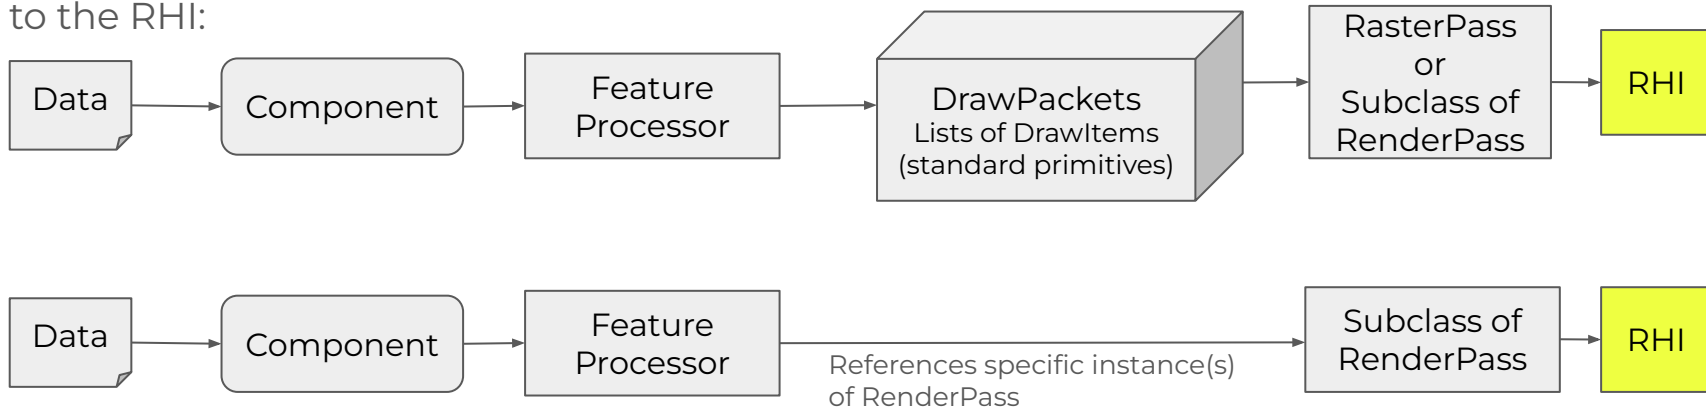 to the RHI:
Data
Component
Feature
Processor
DrawPackets
Lists of DrawItems
(standard primitives)
RasterPass
or
Subclass of
RenderPass
RHI
Data
Component
Feature
Processor
References specific instance(s)
of RenderPass
Subclass of
RenderPass
RHI